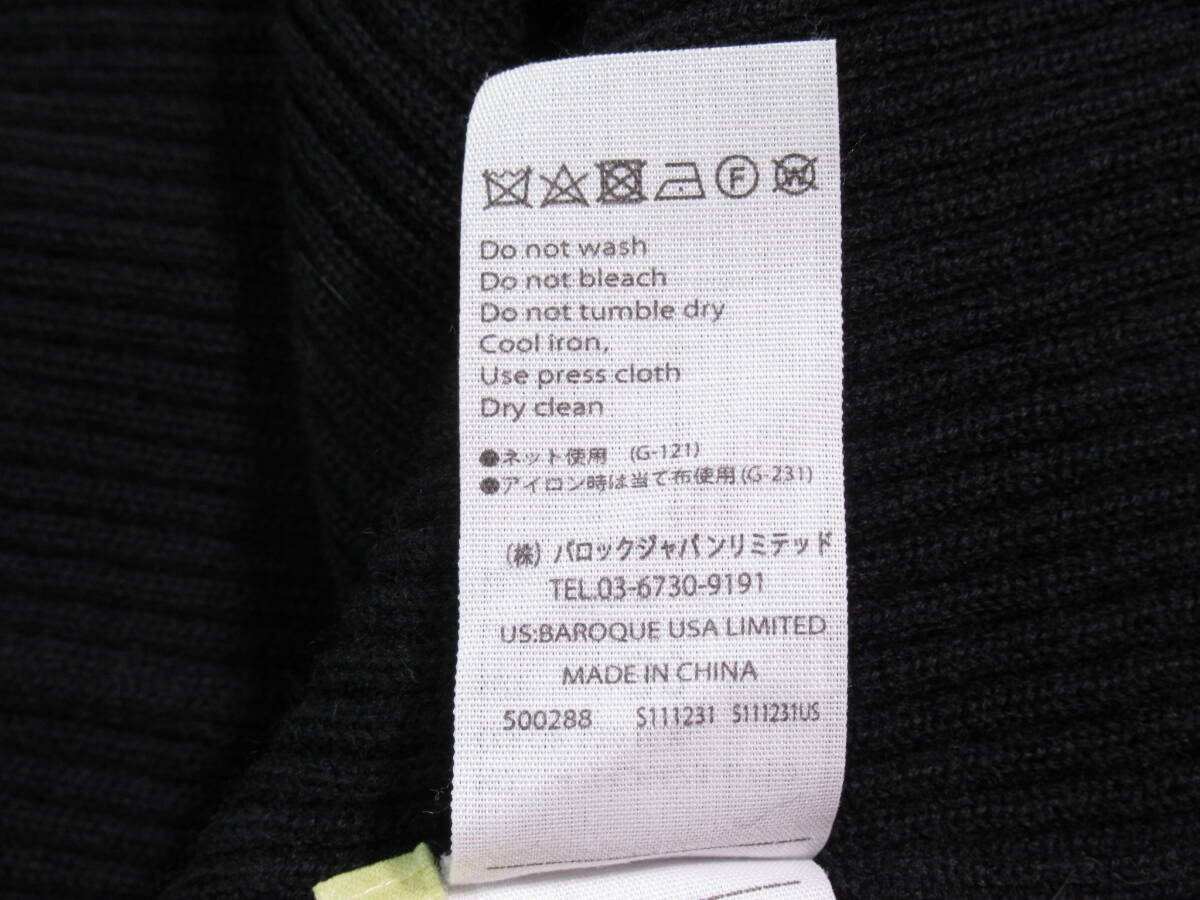 F W
Do not wash
Do not bleach
Do not tumble dry
Cool iron,
Use press cloth
Dry clean
●ネット使用 (G-121)
●アイロン時は当て布使用(G-231)
(株) バロックジャパンリミテッド
TEL.03-6730-9191
US:BAROQUE USA LIMITED
MADE IN CHINA
500288 S111231 S111231US